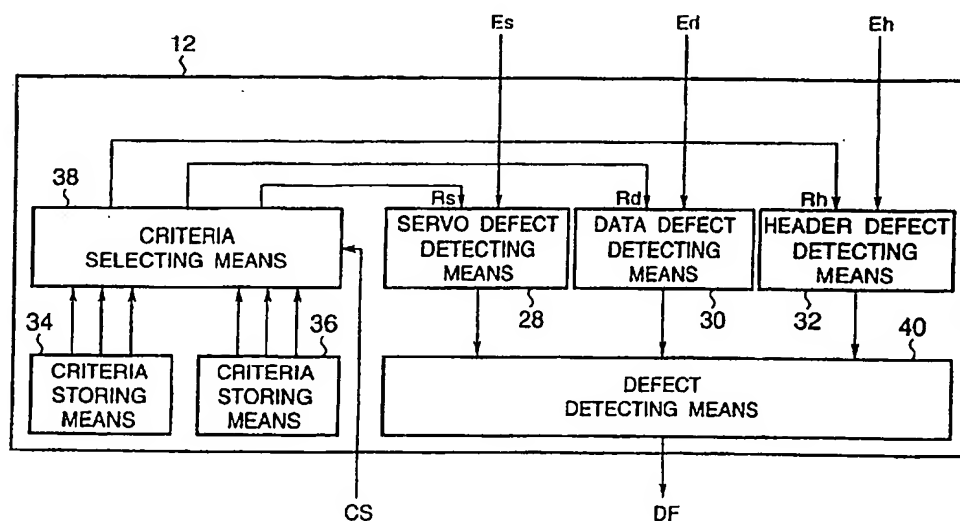 Es Ed Eh
12
38
Rs Rd Rh
CRITERIA
SELECTING MEANS
SERVO DEFECT
DETECTING
MEANS
DATA DEFECT
DETECTING
MEANS
HEADER DEFECT
DETECTING
MEANS
34 36 28 30 32 40
CRITERIA
STORING
MEANS
CRITERIA
STORING
MEANS
DEFECT
DETECTING MEANS
CS DF